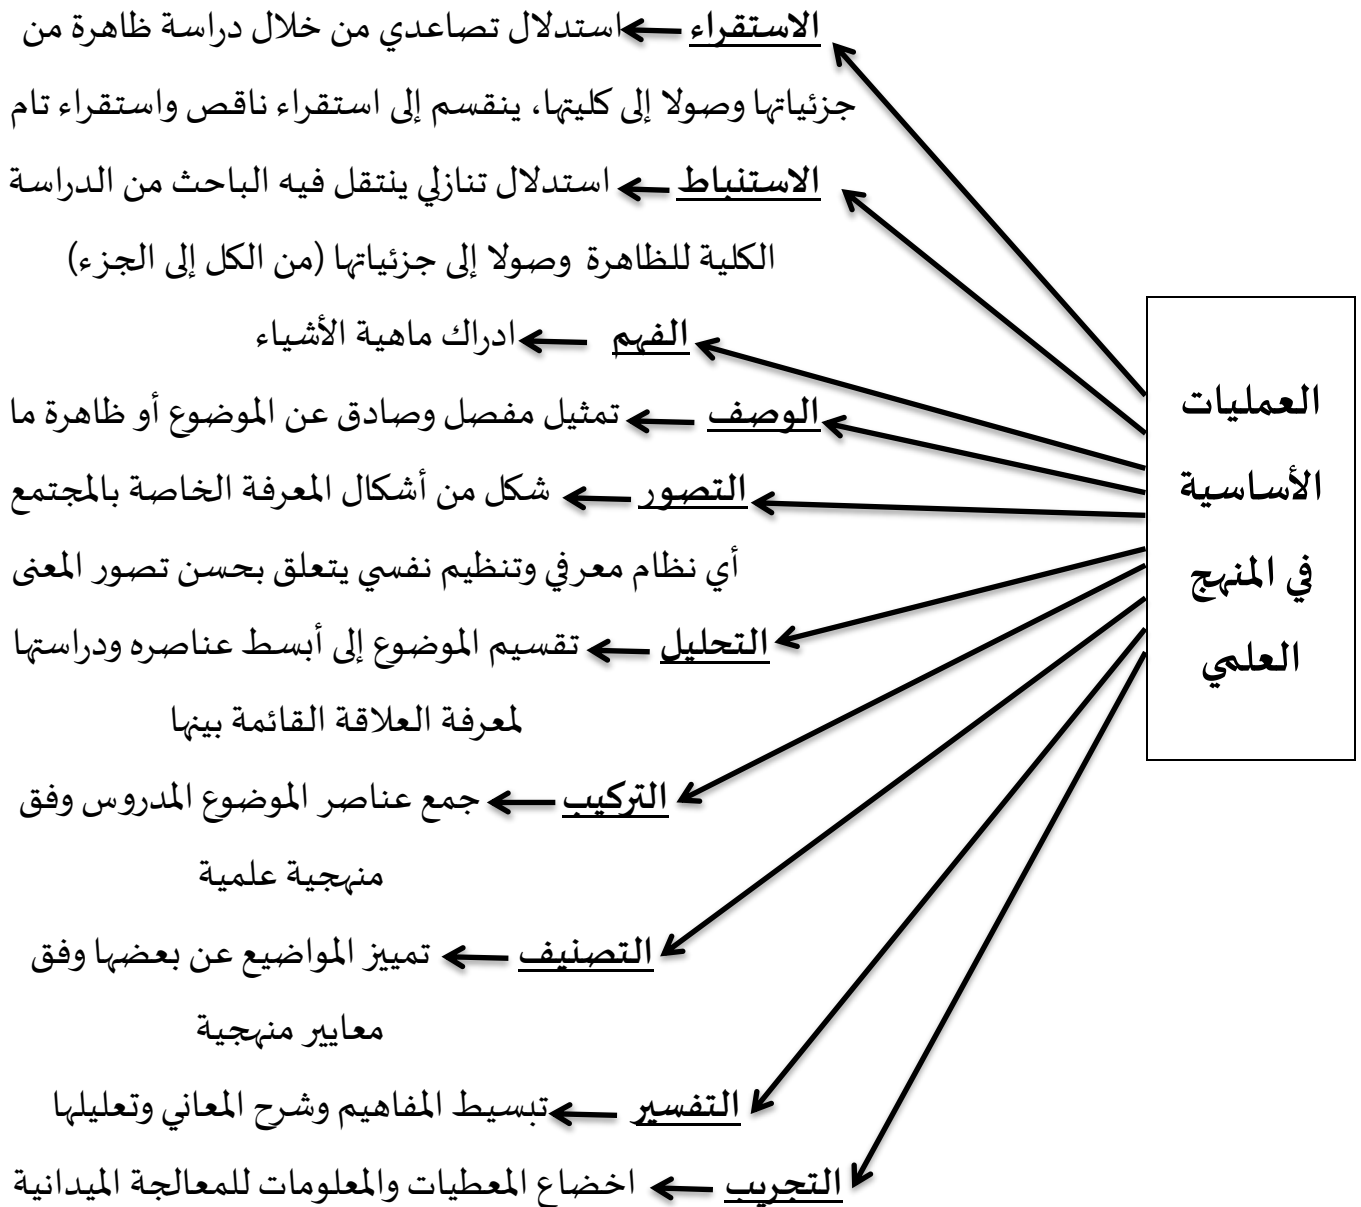 العمليات
الأساسية
في المنهج
العلمي
الاستقراء استدلال تصاعدي من خلال دراسة ظاهرة من
جزئياتها وصولا إلى كليتها، ينقسم إلى استقراء ناقص واستقراء تام
الاستنباط استدلال تنازلي ينتقل فيه الباحث من الدراسة
الكلية للظاهرة وصولا إلى جزئياتها (من الكل إلى الجزء)
الفهم ادراك ماهية الأشياء
الوصف تمثيل مفصل وصادق عن الموضوع أو ظاهرة ما
التصور شكل من أشكال المعرفة الخاصة بالمجتمع
أي نظام معرفي وتنظيم نفسي يتعلق بحسن تصور المعنى
التحليل تقسيم الموضوع إلى أبسط عناصره ودراستها
لمعرفة العلاقة القائمة بينها
التركيب جمع عناصر الموضوع المدروس وفق
منهجية علمية
التصنيف تمييز المواضيع عن بعضها وفق
معايير منهجية
التفسير تبسيط المفاهيم وشرح المعاني وتعليلها
التجريب اخضاع المعطيات والمعلومات للمعالجة الميدانية